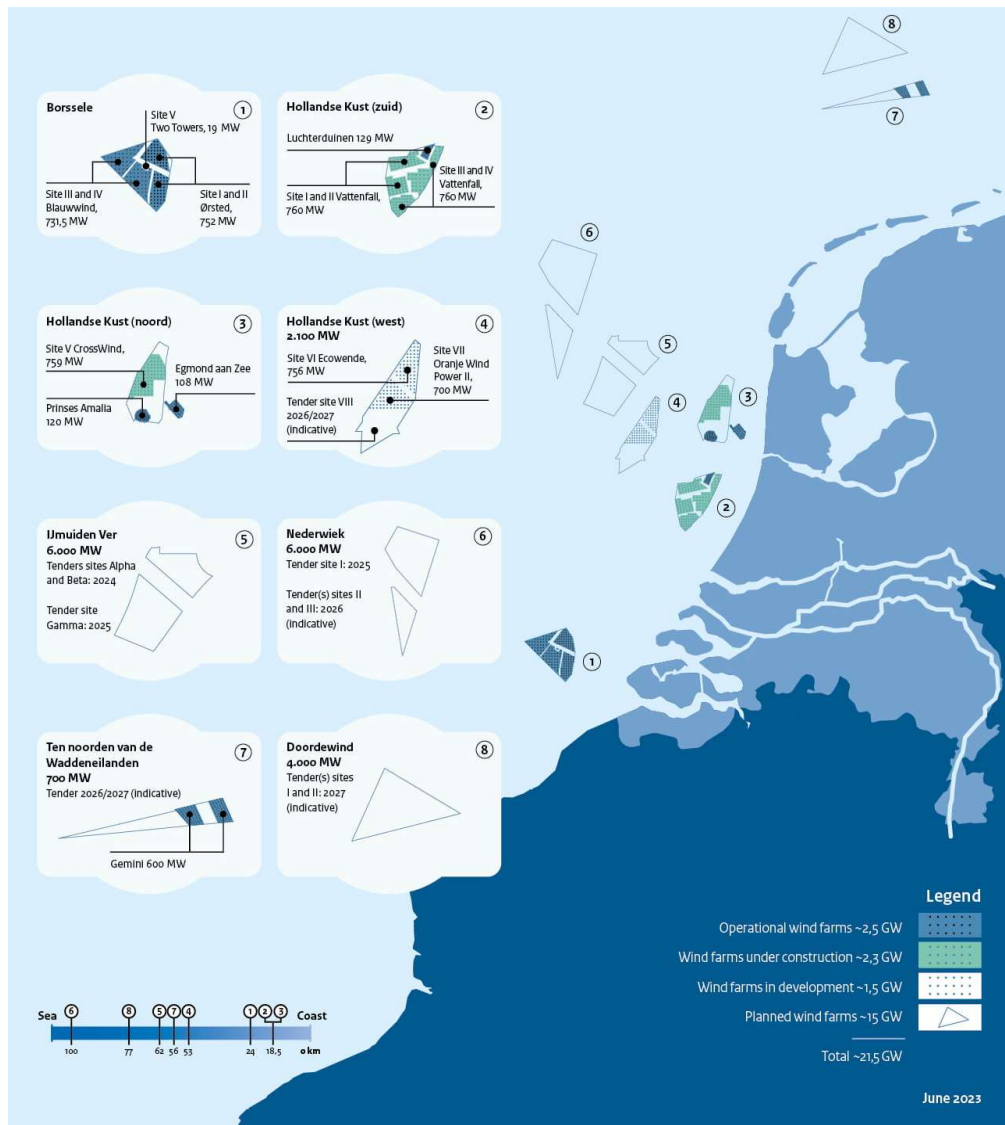 Borssele
①
Site V
Two Towers, 19 MW
Site III and IV
Blauwwind,
731,5 MW
Site I and II
Ørsted,
752 MW
Hollandse Kust (zuid)
②
Luchterduinen 129 MW
Site III and IV
Vattenfall,
760 MW
Site I and II Vattenfall,
760 MW
Hollandse Kust (noord)
③
Site V CrossWind,
759 MW
Egmond aan Zee
108 MW
Prinses Amalia
120 MW
Hollandse Kust (west)
2.100 MW
④
Site VI Ecowende,
756 MW
Site VII
Oranje Wind
Power II,
700 MW
Tender site VIII
2026/2027
(indicative)
IJmuiden Ver
6.000 MW
⑤
Tenders sites Alpha
and Beta: 2024
Tender site
Gamma: 2025
Nederwiek
6.000 MW
⑥
Tender site I: 2025
Tender(s) sites II
and III: 2026
(indicative)
Ten noorden van de
Waddeneilanden
700 MW
⑦
Tender 2026/2027 (indicative)
Gemini 600 MW
Doordewind
4.000 MW
⑧
Tender(s) sites
I and II: 2027
(indicative)
⑧
⑦
⑥
⑤
④
③
②
①
Legend
Operational wind farms ~2,5 GW
Wind farms under construction ~2,3 GW
Wind farms in development ~1,5 GW
Planned wind farms ~15 GW
Total ~21,5 GW
Sea ⑥ ⑧ ⑤ ⑦ ④ ① ② ③ Coast
100 77 62 56 53 24 18,5 0 km
June 2023